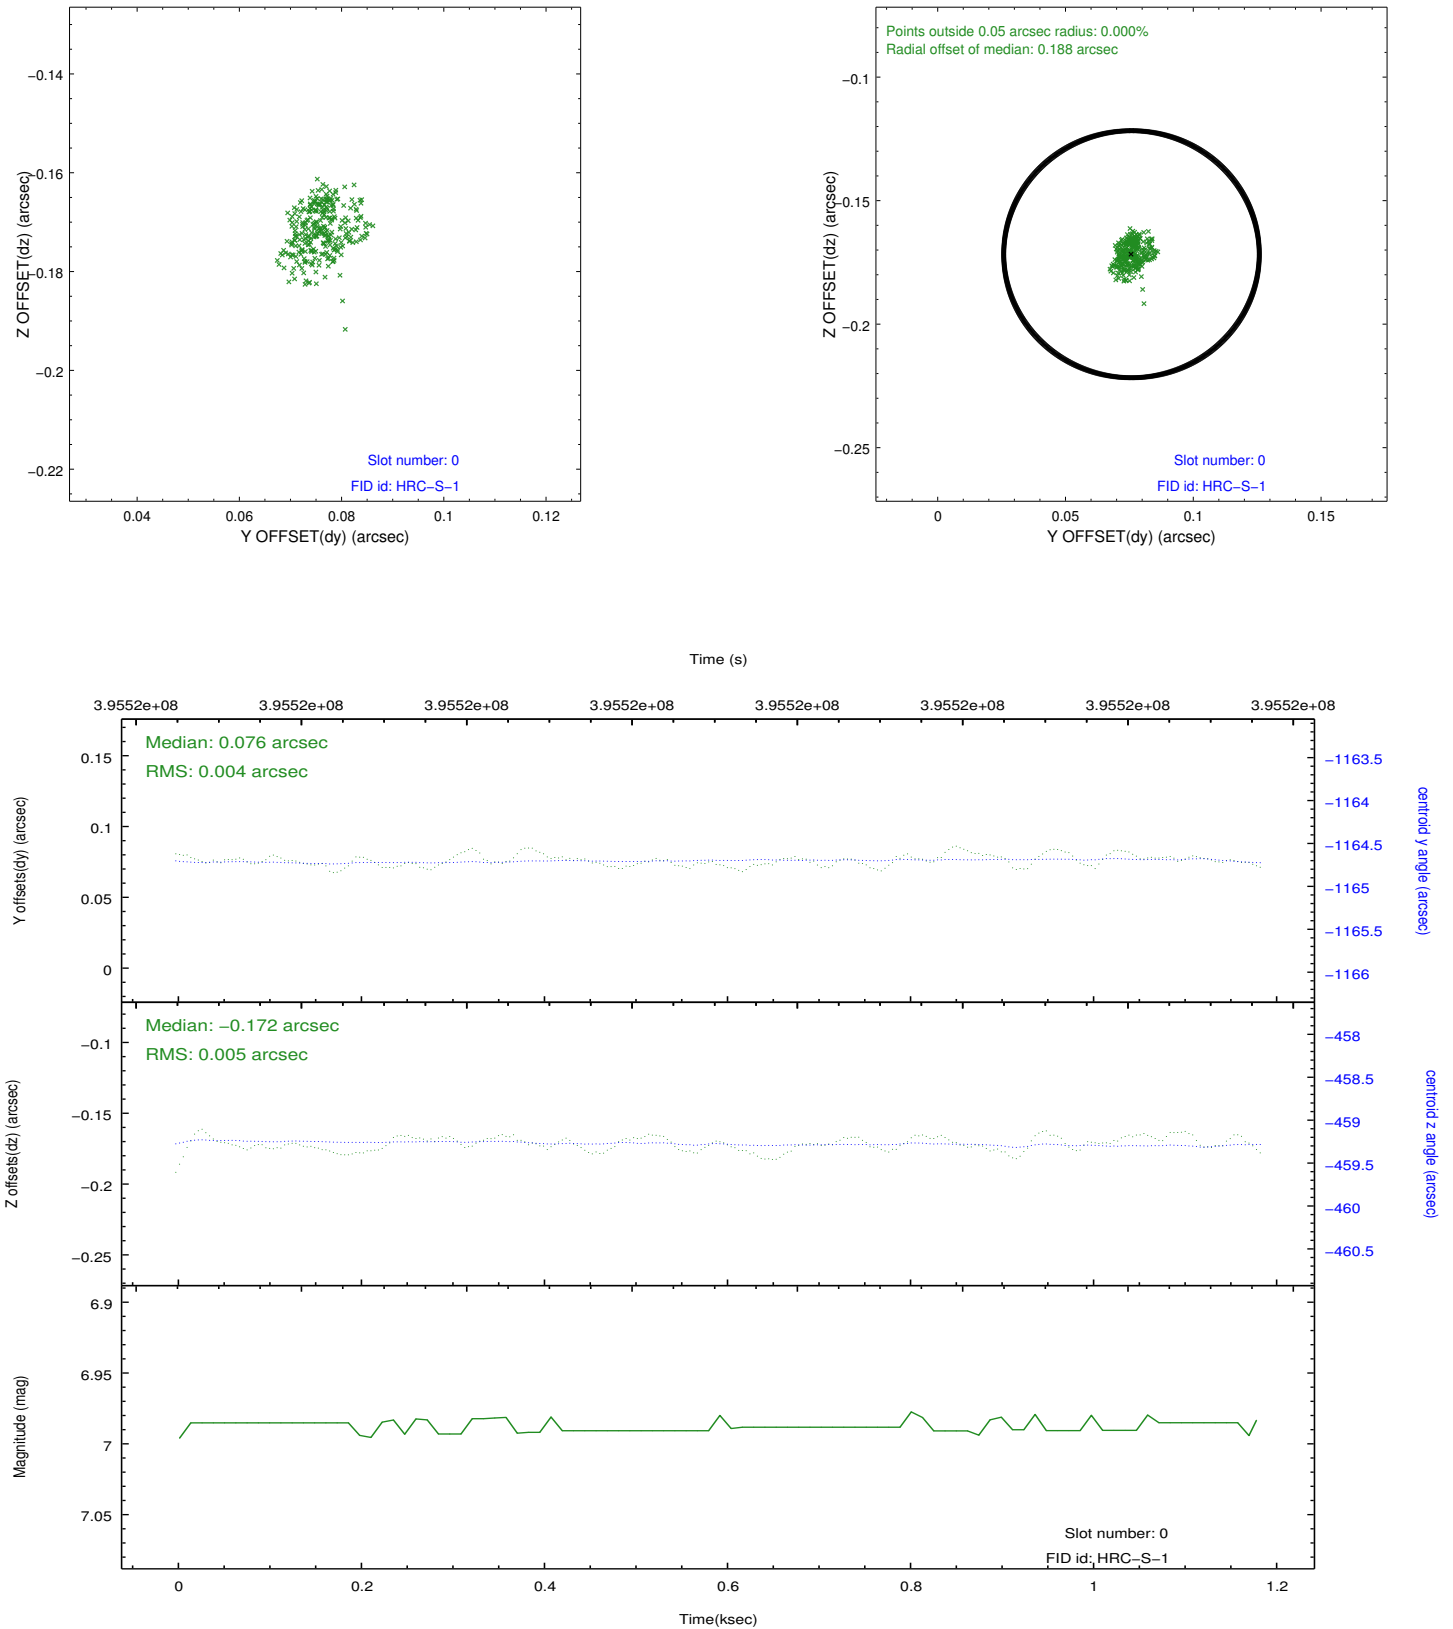 −0.14
−0.16
−0.18
−0.2
−0.22
Z OFFSET(dz) (arcsec)
Slot number: 0
FID id: HRC−S−1
0.04 0.06 0.08 0.1 0.12
Y OFFSET(dy) (arcsec)
Points outside 0.05 arcsec radius: 0.000%
Radial offset of median: 0.188 arcsec
−0.1
−0.15
−0.2
−0.25
Z OFFSET(dz) (arcsec)
Slot number: 0
FID id: HRC−S−1
0 0.05 0.1 0.15
Y OFFSET(dy) (arcsec)
Time (s)
3.9552e+08 3.9552e+08 3.9552e+08 3.9552e+08 3.9552e+08 3.9552e+08 3.9552e+08 3.9552e+08
Median: 0.076 arcsec
RMS: 0.004 arcsec
0.15
0.1
0.05
0
Y offsets(dy) (arcsec)
−1163.5
−1164
−1164.5
−1165
−1165.5
−1166
centroid y angle (arcsec)
Median: −0.172 arcsec
RMS: 0.005 arcsec
−0.1
−0.15
−0.2
−0.25
Z offsets(dz) (arcsec)
−458
−458.5
−459
−459.5
−460
−460.5
centroid z angle (arcsec)
6.9
6.95
7
7.05
Magnitude (mag)
Slot number: 0
FID id: HRC−S−1
0 0.2 0.4 0.6 0.8 1 1.2
Time(ksec)